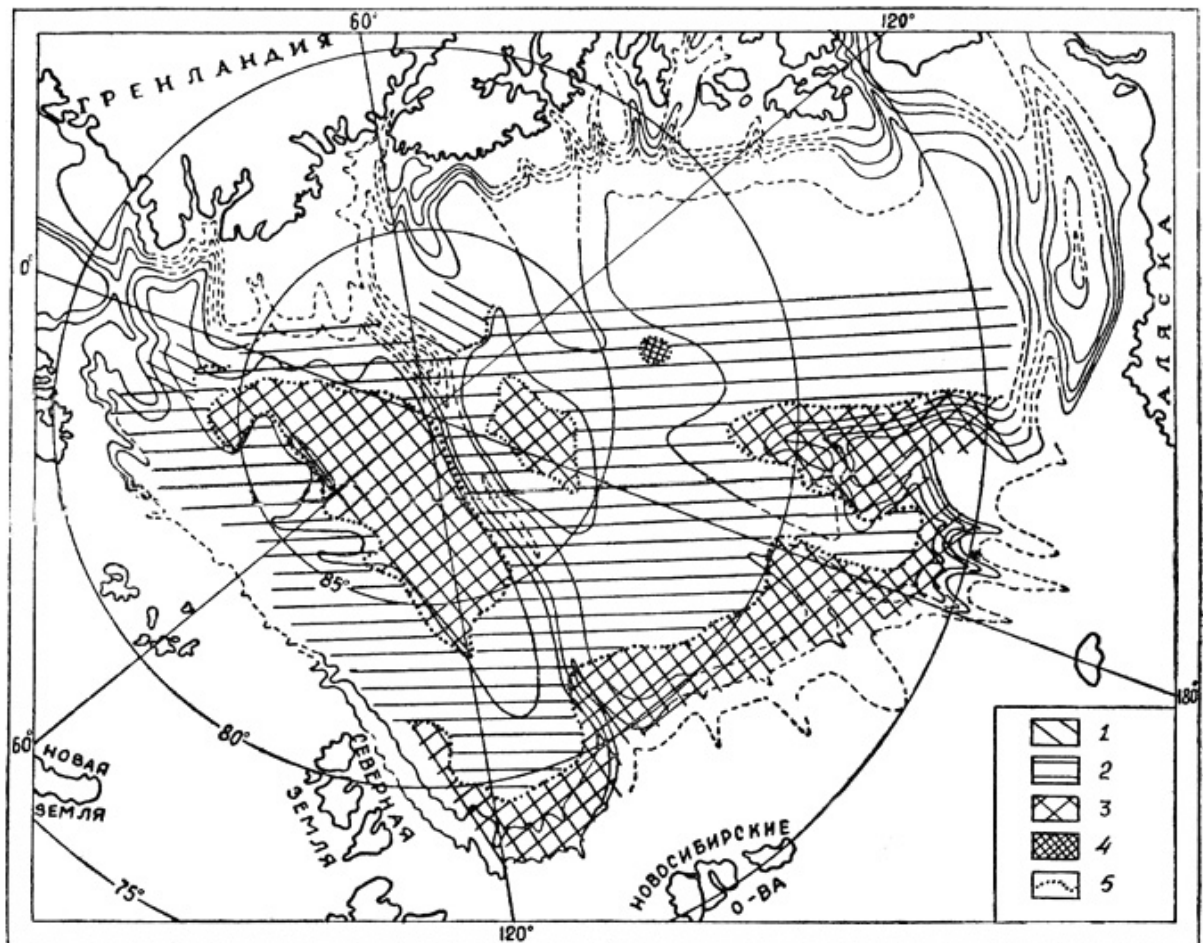 60°
120°
ГРЕНЛАНДИЯ
0°
АЛЯСКА
85°
180°
60°
80°
НОВАЯ
ЗЕМЛЯ
СЕВЕРНАЯ
ЗЕМЛЯ
75°
НОВОСИБИРСКИЕ
О-ВА
120°
1
2
3
4
5